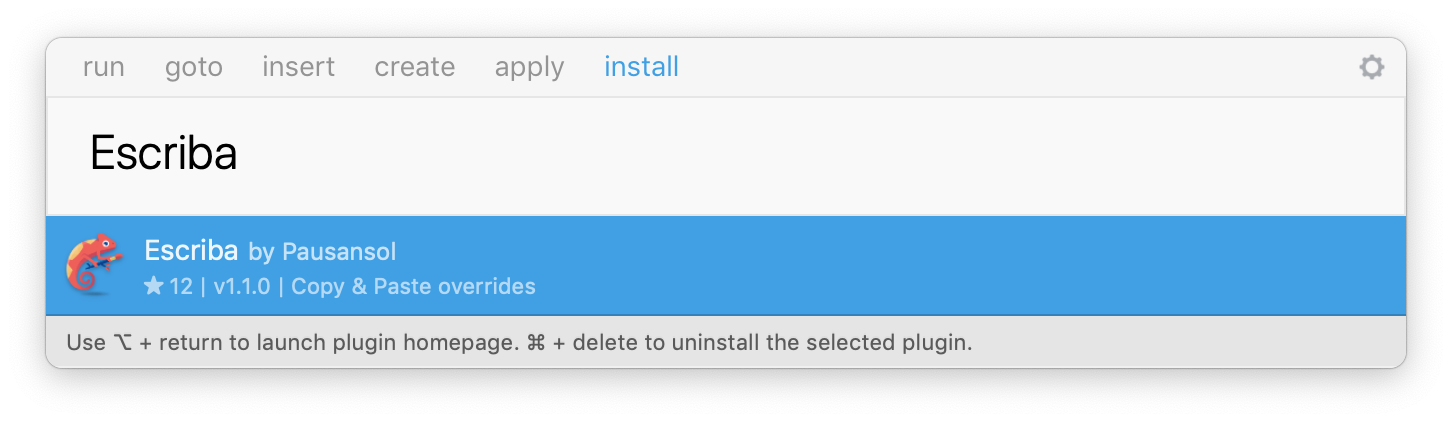 run goto insert create apply install
Escriba
Escriba by Pausansol
★ 12 | v1.1.0 | Copy & Paste overrides
Use ⌥ + return to launch plugin homepage. ⌘ + delete to uninstall the selected plugin.